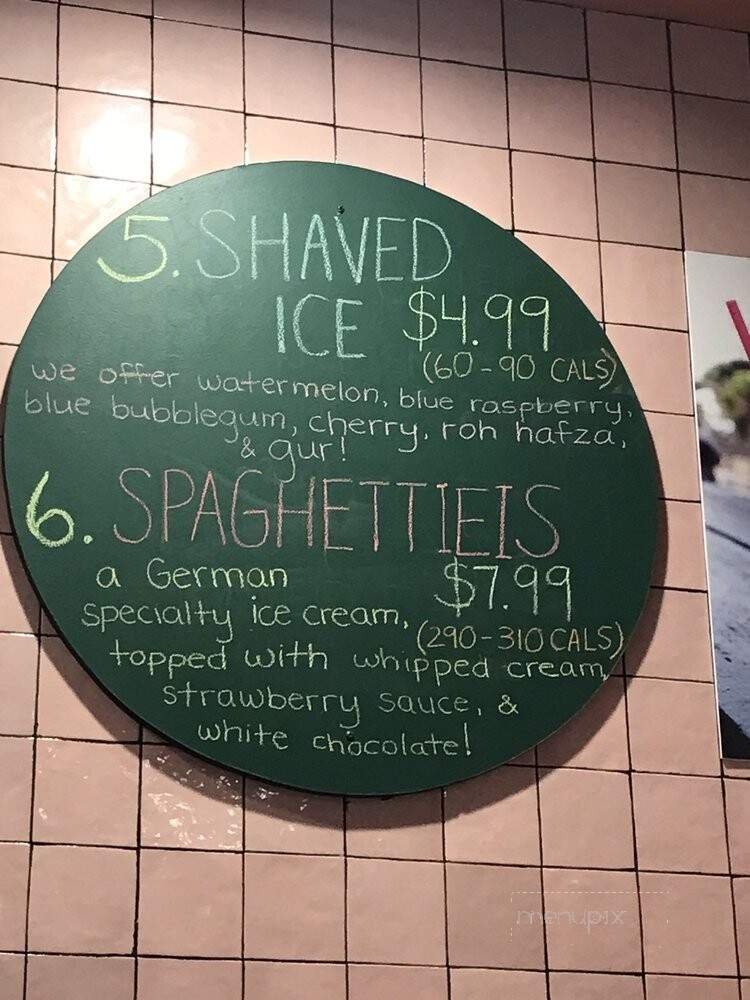 5. SHAVED
ICE $4.99
(60-90 CALS)
we offer watermelon, blue raspberry,
blue bubblegum, cherry, roh hafza,
& gur!
6. SPAGHETTIEIS
a German $7.99
specialty ice cream, (290-310 CALS)
topped with whipped cream,
strawberry sauce, &
white chocolate!
menupix